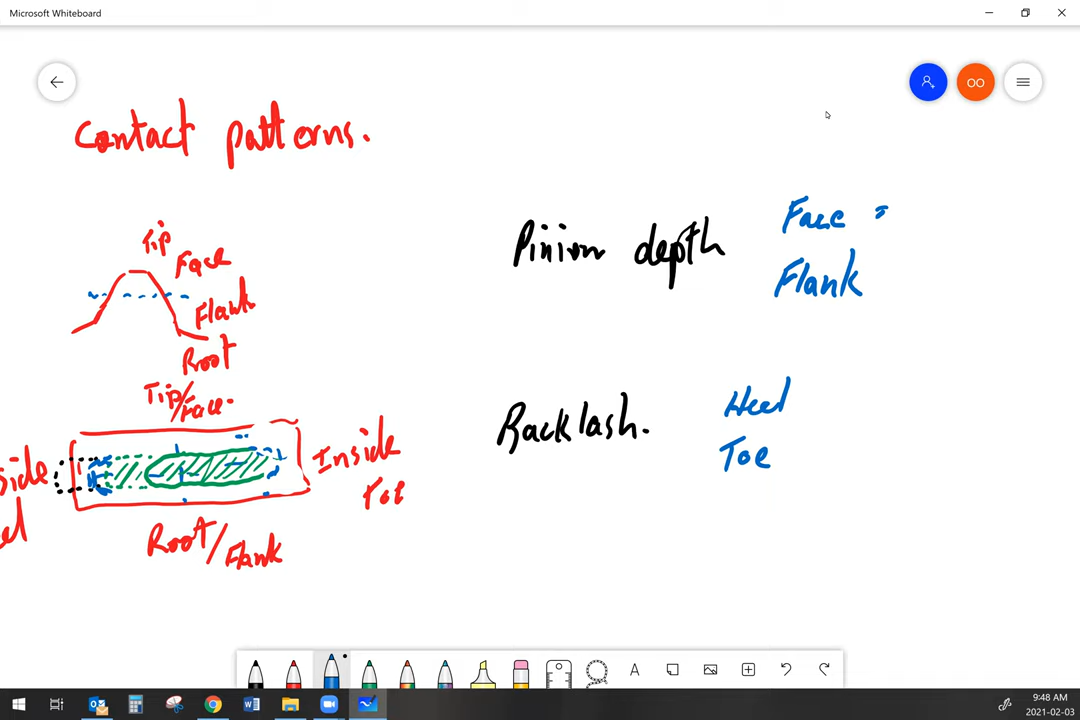 Microsoft Whiteboard
OO
Contact patterns.
Tip
Face
Flank
Root
Tip/Face.
Inside
Toe
Root/Flank
Pinion depth
Face =
Flank
Backlash.
Heel
Toe
A
9:48 AM
2021-02-03